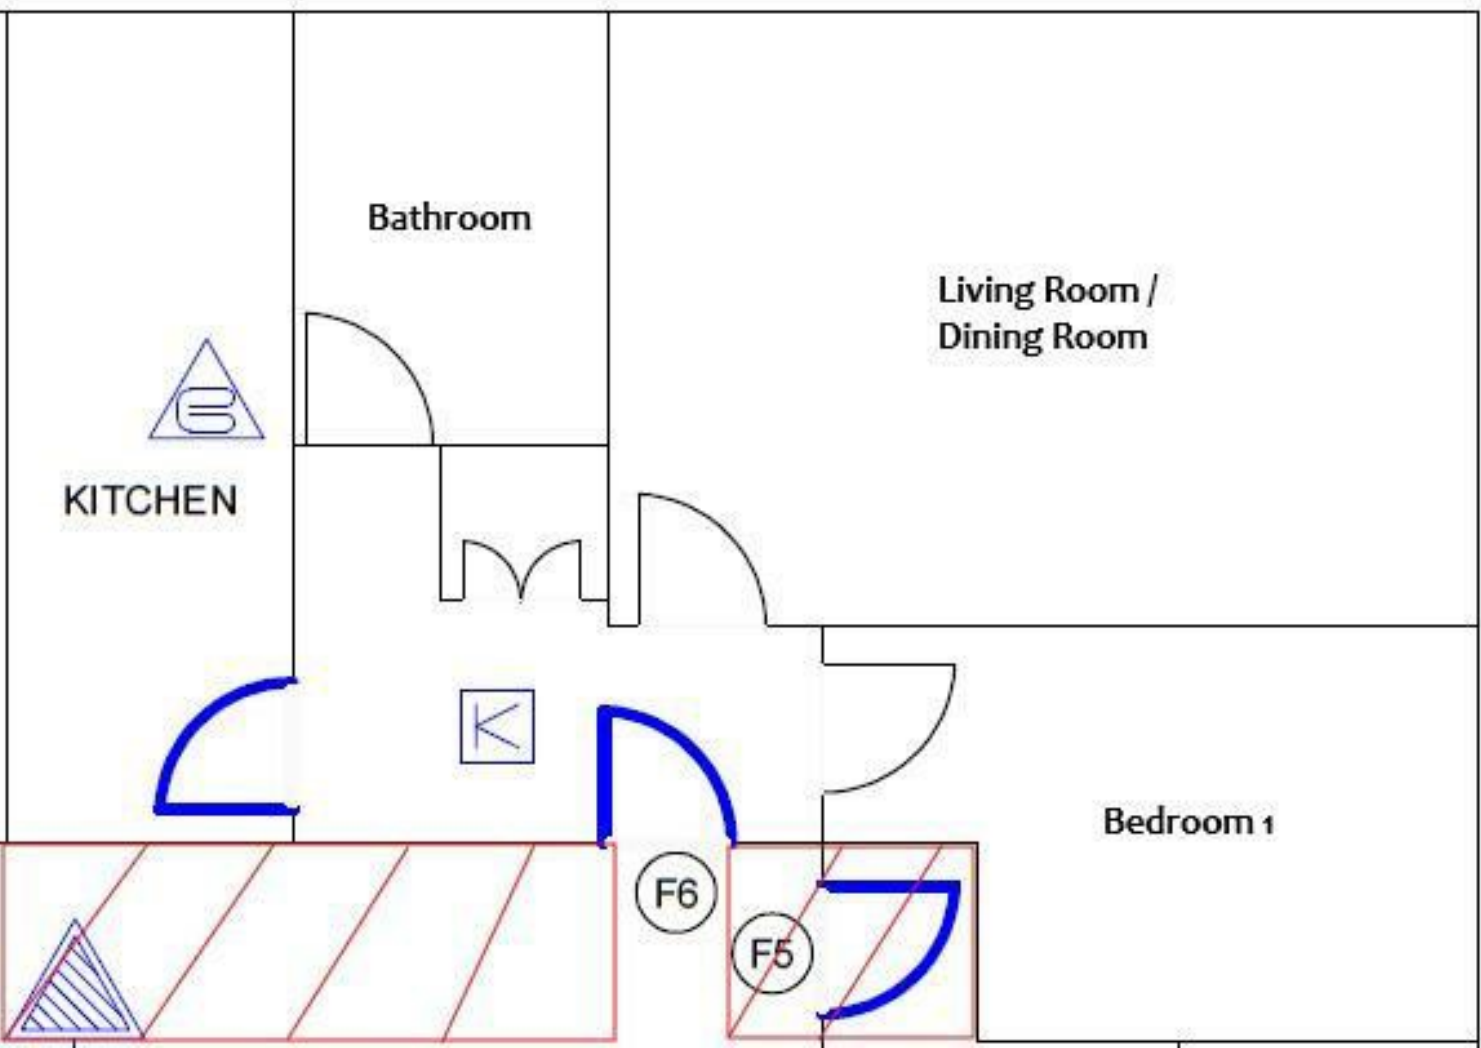 Bathroom
Living Room /
Dining Room
KITCHEN
K
Bedroom 1
F6
F5